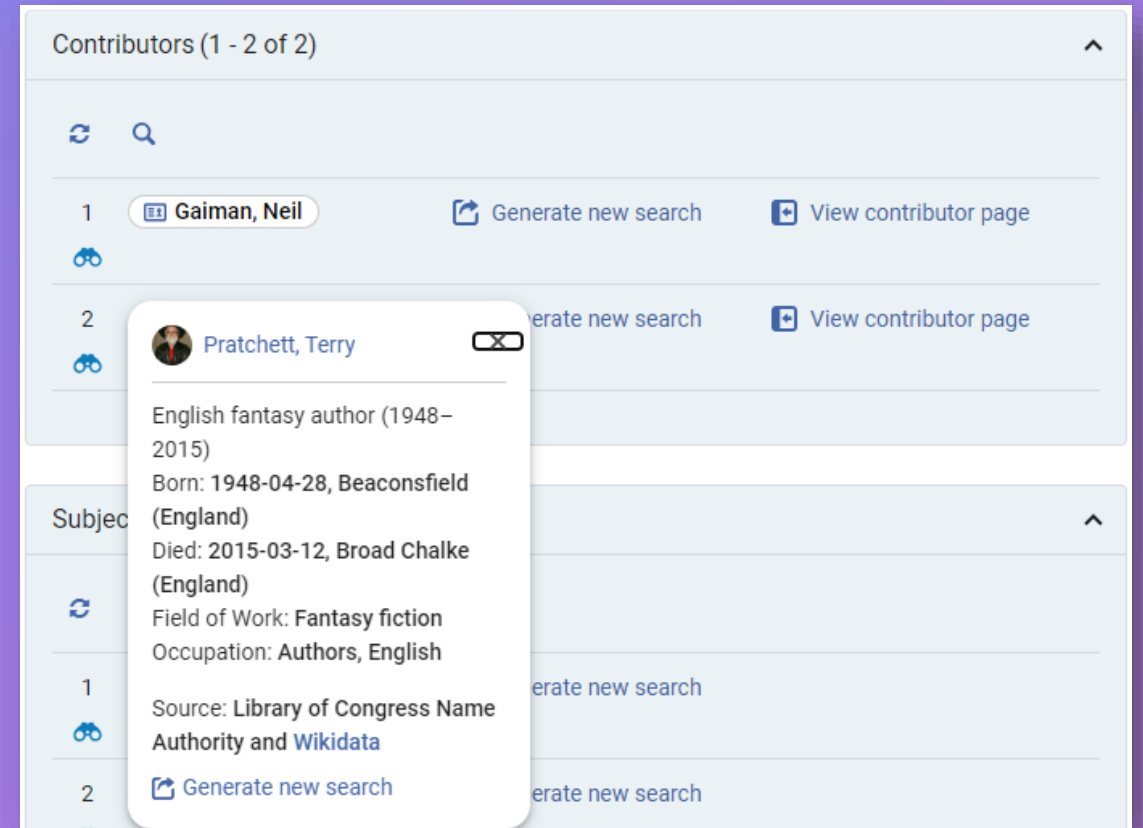 Contributors (1 - 2 of 2)
1 Gaiman, Neil Generate new search View contributor page
2 erate new search View contributor page
Pratchett, Terry X
English fantasy author (1948–
2015)
Born: 1948-04-28, Beaconsfield
(England)
Died: 2015-03-12, Broad Chalke
(England)
Field of Work: Fantasy fiction
Occupation: Authors, English
Source: Library of Congress Name
Authority and Wikidata
Generate new search
Subjec
1 erate new search
2 erate new search